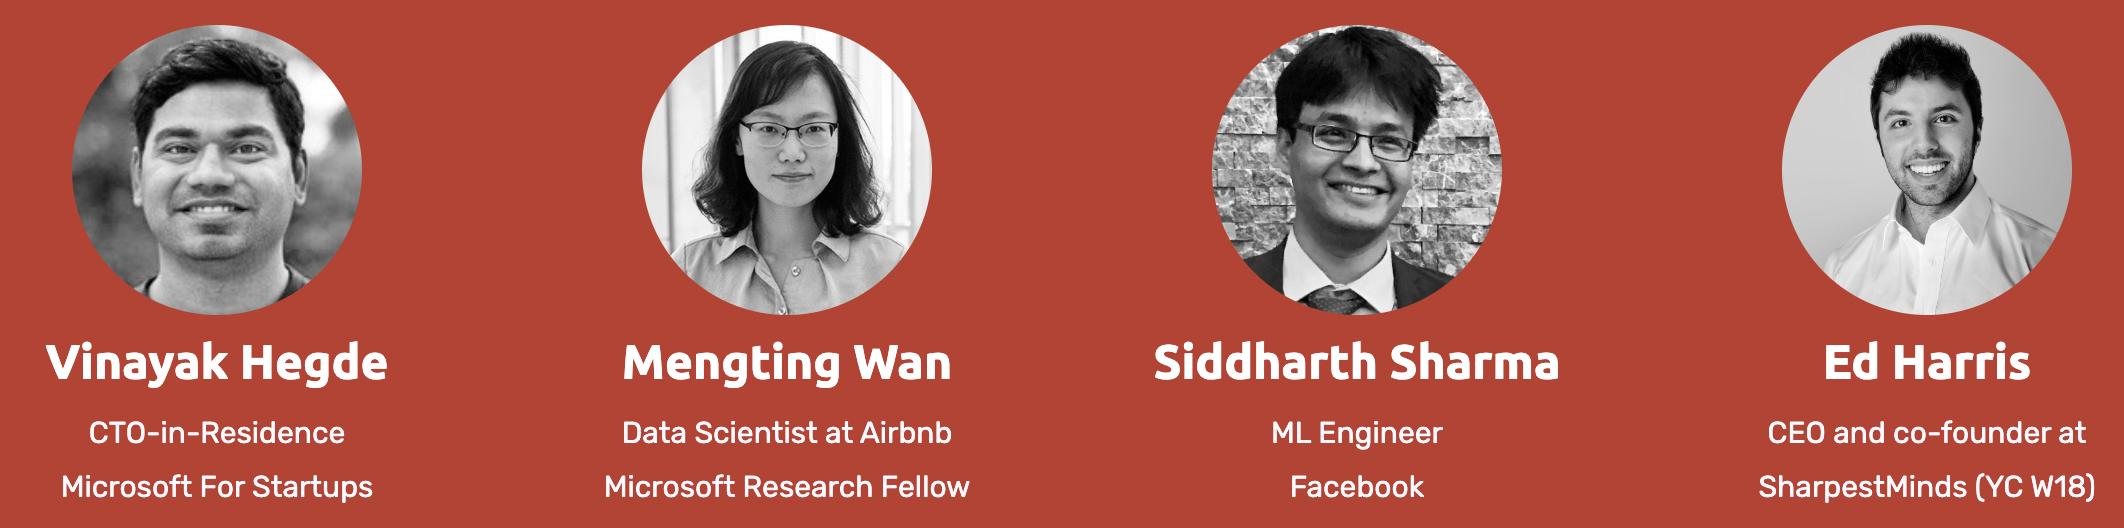 Vinayak Hegde
CTO-in-Residence
Microsoft For Startups
Mengting Wan
Data Scientist at Airbnb
Microsoft Research Fellow
Siddharth Sharma
ML Engineer
Facebook
Ed Harris
CEO and co-founder at
SharpestMinds (YC W18)